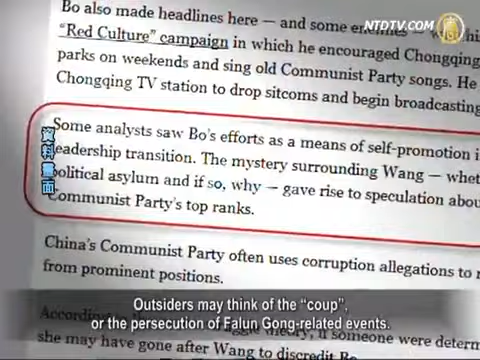 NTDTV.COM
Bo also made headlines here — and some
"Red Culture" campaign in which he encouraged Chongqing
parks on weekends and sing old Communist Party songs. He
Chongqing TV station to drop sitcoms and begin broadcasting
Some analysts saw Bo's efforts as a means of self-promotion
leadership transition. The mystery surrounding Wang —
political asylum and if so, why — gave rise to speculation
Communist Party's top ranks.
資料畫面
China's Communist Party often uses corruption allegations to
from prominent positions.
Outsiders may think of the "coup",
or the persecution of Falun Gong-related events.
she may have gone after Wang to discredit Bo